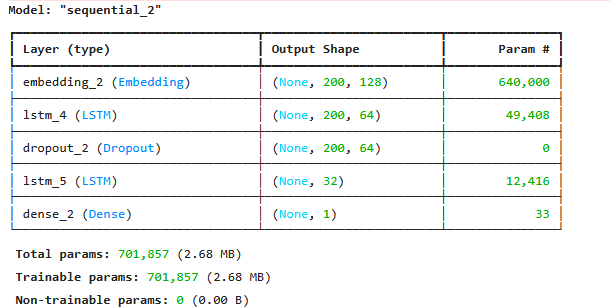 Model: "sequential_2"
Layer (type) Output Shape Param #
embedding_2 (Embedding) (None, 200, 128) 640,000
lstm_4 (LSTM) (None, 200, 64) 49,408
dropout_2 (Dropout) (None, 200, 64) 0
lstm_5 (LSTM) (None, 32) 12,416
dense_2 (Dense) (None, 1) 33
Total params: 701,857 (2.68 MB)
Trainable params: 701,857 (2.68 MB)
Non-trainable params: 0 (0.00 B)